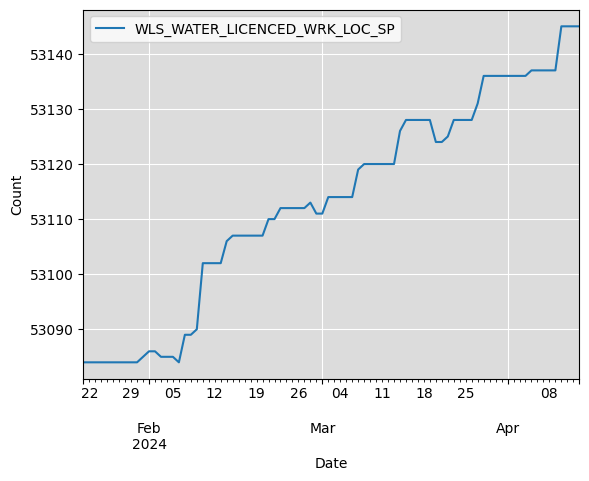 WLS_WATER_LICENCED_WRK_LOC_SP
53140
53130
53120
53110
53100
53090
Count
22 29 05 12 19 26 04 11 18 25 08
Feb Mar Apr
2024
Date